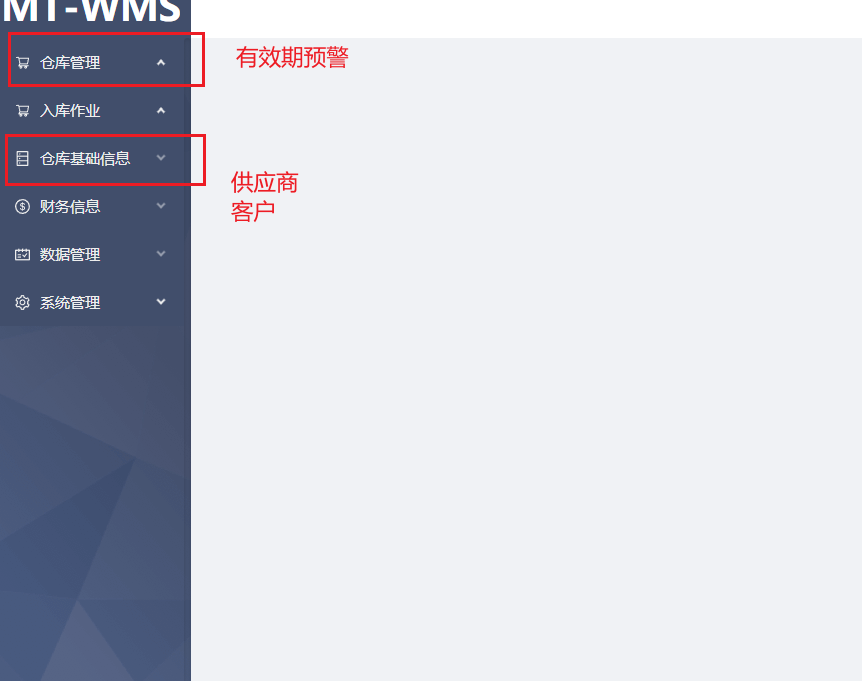 MT-WMS
仓库管理
有效期预警
入库作业
仓库基础信息
供应商
客户
财务信息
数据管理
系统管理